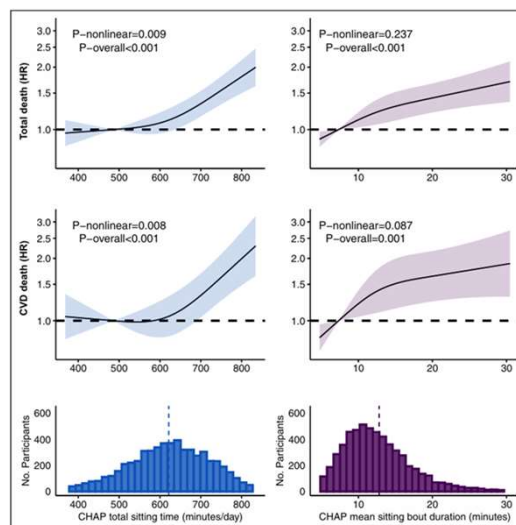 P-nonlinear=0.009
P-overall<0.001
P-nonlinear=0.237
P-overall<0.001
Total death (HR)
3.0
2.5
2.0
1.5
1.0
3.0
2.5
2.0
1.5
1.0
400 500 600 700 800
10 20 30
P-nonlinear=0.008
P-overall<0.001
P-nonlinear=0.087
P-overall=0.001
CVD death (HR)
3.0
2.5
2.0
1.5
1.0
3.0
2.5
2.0
1.5
1.0
400 500 600 700 800
10 20 30
No. Participants
600
400
200
0
No. Participants
600
400
200
0
400 500 600 700 800
10 20 30
CHAP total sitting time (minutes/day)
CHAP mean sitting bout duration (minutes)